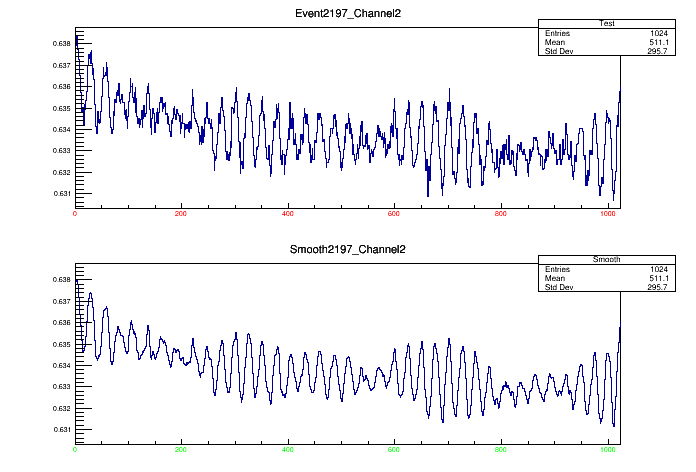 Event2197_Channel2
Test
Entries 1024
Mean 511.1
Std Dev 295.7
0.638
0.637
0.636
0.635
0.634
0.633
0.632
0.631
0 200 400 600 800 1000
Smooth2197_Channel2
Smooth
Entries 1024
Mean 511.1
Std Dev 295.7
0.638
0.637
0.636
0.635
0.634
0.633
0.632
0.631
0 200 400 600 800 1000